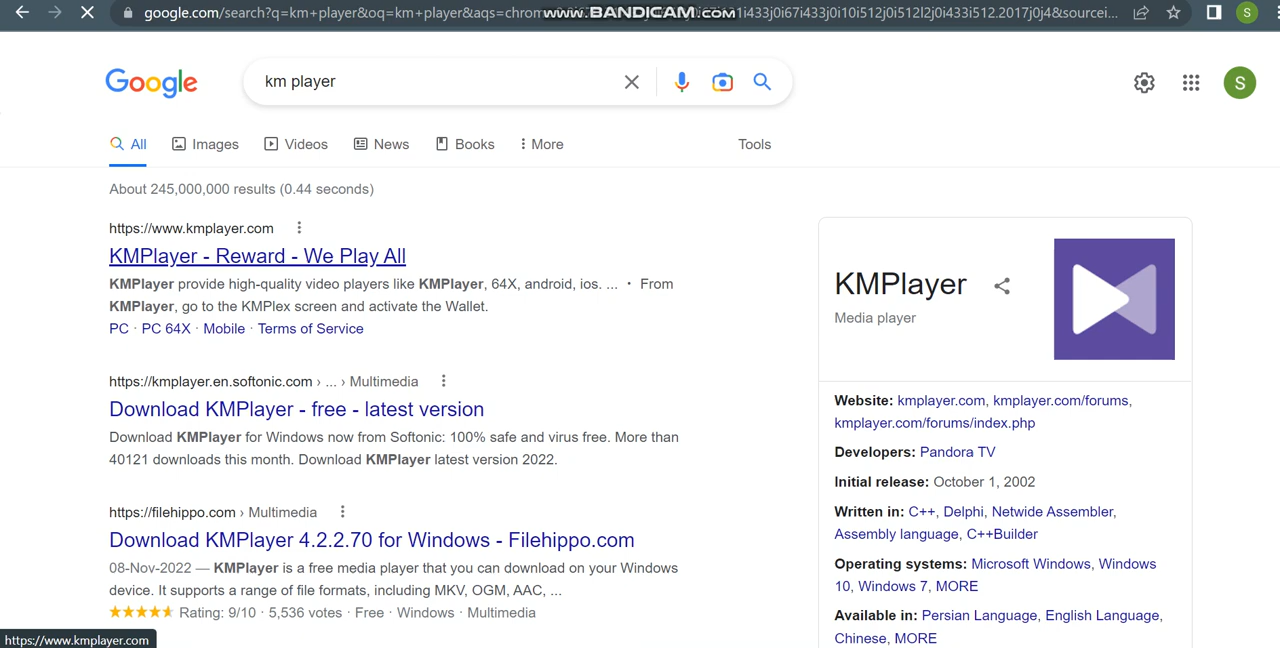 google.com/search?q=km+player&oq=km+player&aqs=chrom
www.BANDICAM.com
31i433j0i67i433j0i10i512j0i512l2j0i433i512.2017j0j4&sourcei...
S
Google
km player
S
All
Images
Videos
News
Books
More
Tools
About 245,000,000 results (0.44 seconds)
https://www.kmplayer.com
KMPlayer - Reward - We Play All
KMPlayer provide high-quality video players like KMPlayer, 64X, android, ios. ... · From
KMPlayer, go to the KMPlex screen and activate the Wallet.
PC · PC 64X · Mobile · Terms of Service
https://kmplayer.en.softonic.com › ... › Multimedia
Download KMPlayer - free - latest version
Download KMPlayer for Windows now from Softonic: 100% safe and virus free. More than
40121 downloads this month. Download KMPlayer latest version 2022.
https://filehippo.com › Multimedia
Download KMPlayer 4.2.2.70 for Windows - Filehippo.com
08-Nov-2022 — KMPlayer is a free media player that you can download on your Windows
device. It supports a range of file formats, including MKV, OGM, AAC, ...
Rating: 9/10 · 5,536 votes · Free · Windows · Multimedia
https://www.kmplayer.com
KMPlayer
Media player
Website: kmplayer.com, kmplayer.com/forums,
kmplayer.com/forums/index.php
Developers: Pandora TV
Initial release: October 1, 2002
Written in: C++, Delphi, Netwide Assembler,
Assembly language, C++Builder
Operating systems: Microsoft Windows, Windows
10, Windows 7, MORE
Available in: Persian Language, English Language,
Chinese, MORE